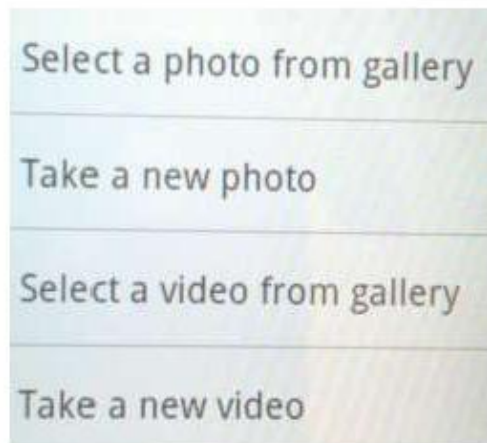 Select a photo from gallery
Take a new photo
Select a video from gallery
Take a new video